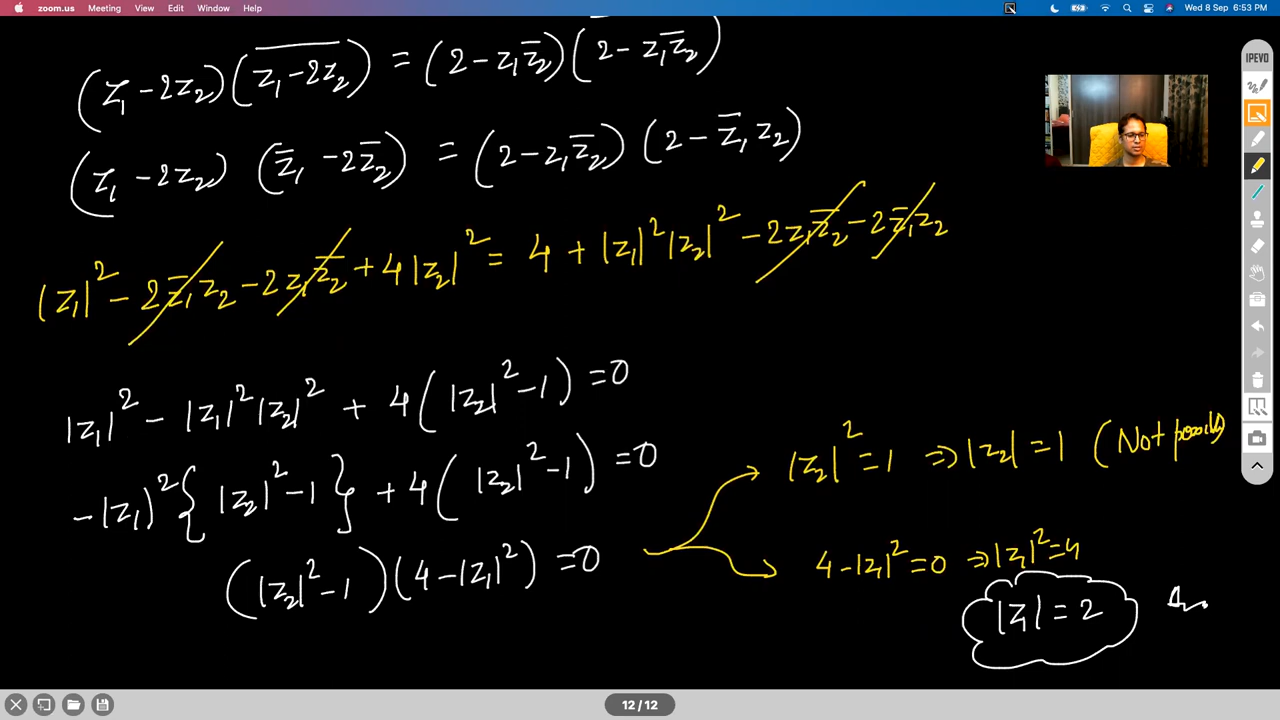 zoom.us Meeting View Edit Window Help Wed 8 Sep 6:53 PM
IPEVO
(z₁ - 2z₂)(\overline{z₁ - 2z₂}) = (2 - z₁z̄₂)(\overline{2 - z₁z̄₂})
(z₁ - 2z₂) (z̄₁ - 2z̄₂) = (2 - z₁z̄₂) (2 - z̄₁z₂)
|z₁|² - 2z̄₁z₂ - 2z₁z̄₂ + 4|z₂|² = 4 + |z₁|²|z₂|² - 2z₁z̄₂ - 2z̄₁z₂
|z₁|² - |z₁|²|z₂|² + 4(|z₂|² - 1) = 0
-|z₁|²{|z₂|² - 1} + 4(|z₂|² - 1) = 0
|z₂|² = 1 ⇒ |z₂| = 1 (Not possible)
(|z₂|² - 1)(4 - |z₁|²) = 0
4 - |z₁|² = 0 ⇒ |z₁|² = 4
|z₁| = 2 Ans
12 / 12